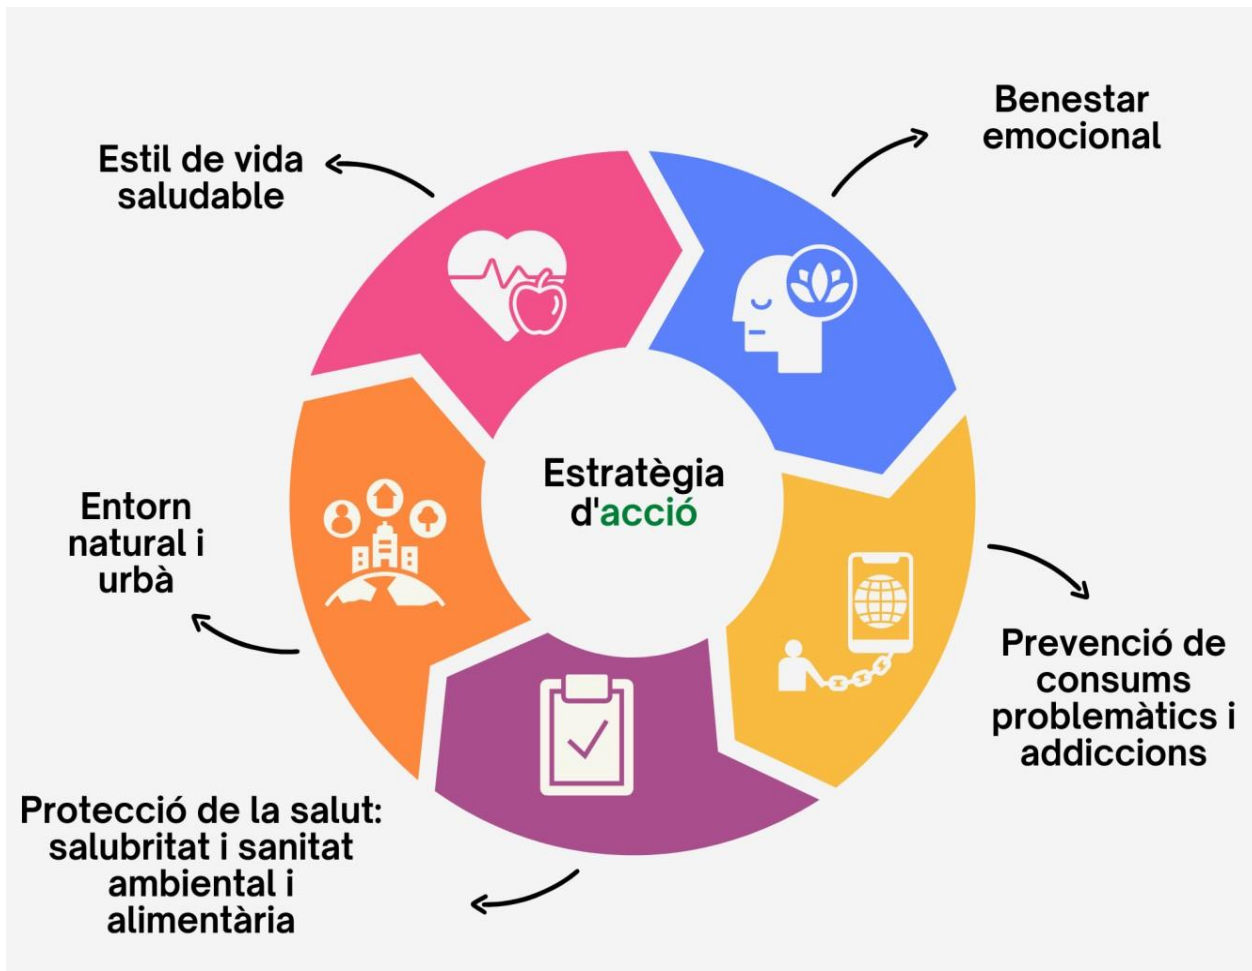 Benestar
emocional
Estil de vida
saludable
Estratègia
d'acció
Entorn
natural i
urbà
Prevenció de
consums
problemàtics i
addiccions
Protecció de la salut:
salubritat i sanitat
ambiental i
alimentària